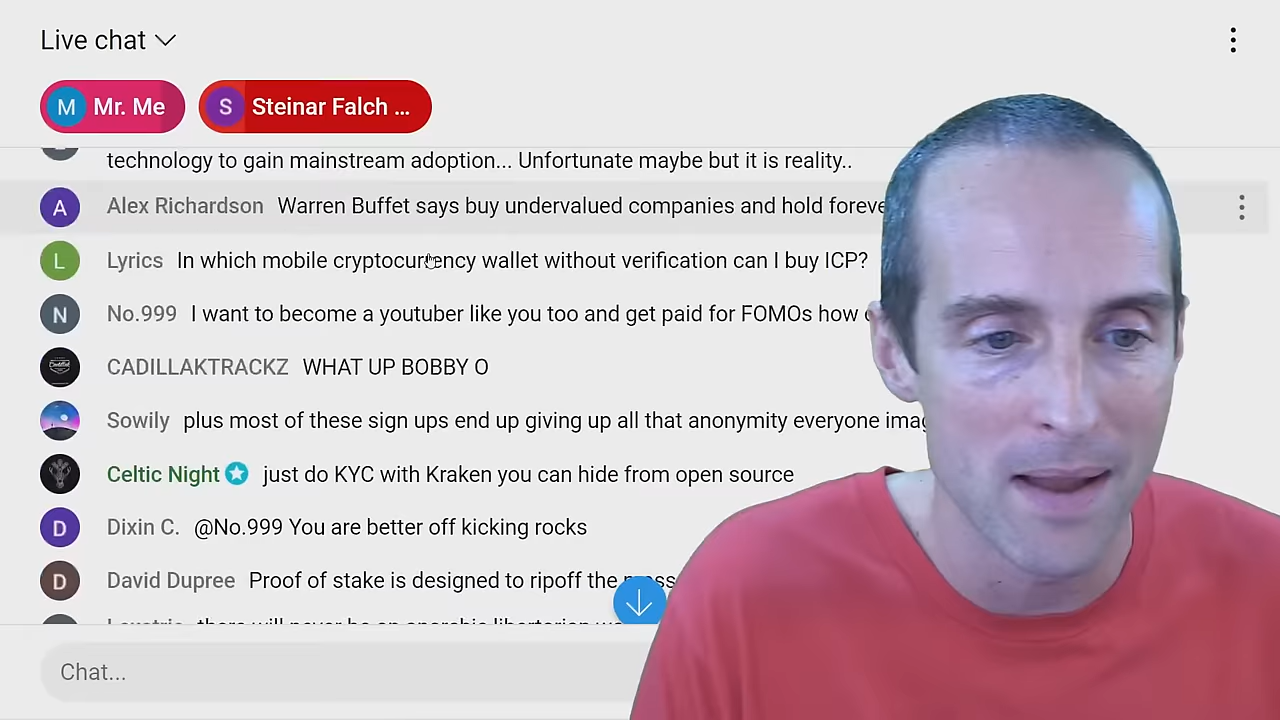 Live chat
M Mr. Me S Steinar Falch ...
technology to gain mainstream adoption... Unfortunate maybe but it is reality..
A Alex Richardson Warren Buffet says buy undervalued companies and hold foreve
L Lyrics In which mobile cryptocurrency wallet without verification can I buy ICP?
N No.999 I want to become a youtuber like you too and get paid for FOMOs how
CADILLAKTRACKZ WHAT UP BOBBY O
Sowily plus most of these sign ups end up giving up all that anonymity everyone imag
Celtic Night just do KYC with Kraken you can hide from open source
D Dixin C. @No.999 You are better off kicking rocks
D David Dupree Proof of stake is designed to ripoff the
there will never be an
Chat...